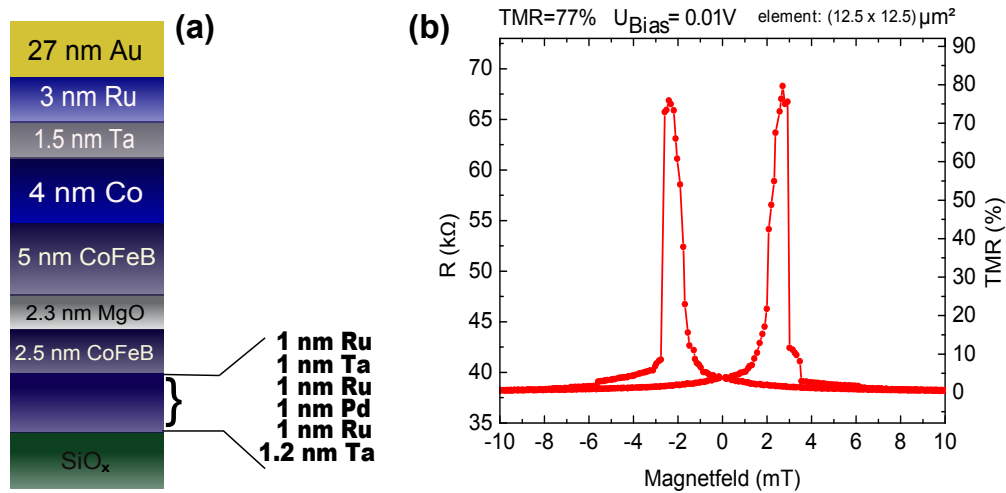 (a)
27 nm Au
3 nm Ru
1.5 nm Ta
4 nm Co
5 nm CoFeB
2.3 nm MgO
2.5 nm CoFeB
}
SiOₓ
1 nm Ru
1 nm Ta
1 nm Ru
1 nm Pd
1 nm Ru
1.2 nm Ta
(b)
TMR=77% U_Bias= 0.01V element: (12.5 x 12.5)µm²
R (kΩ)
70
65
60
55
50
45
40
35
90
80
70
60
50
40
30
20
10
0
TMR (%)
-10 -8 -6 -4 -2 0 2 4 6 8 10
Magnetfeld (mT)